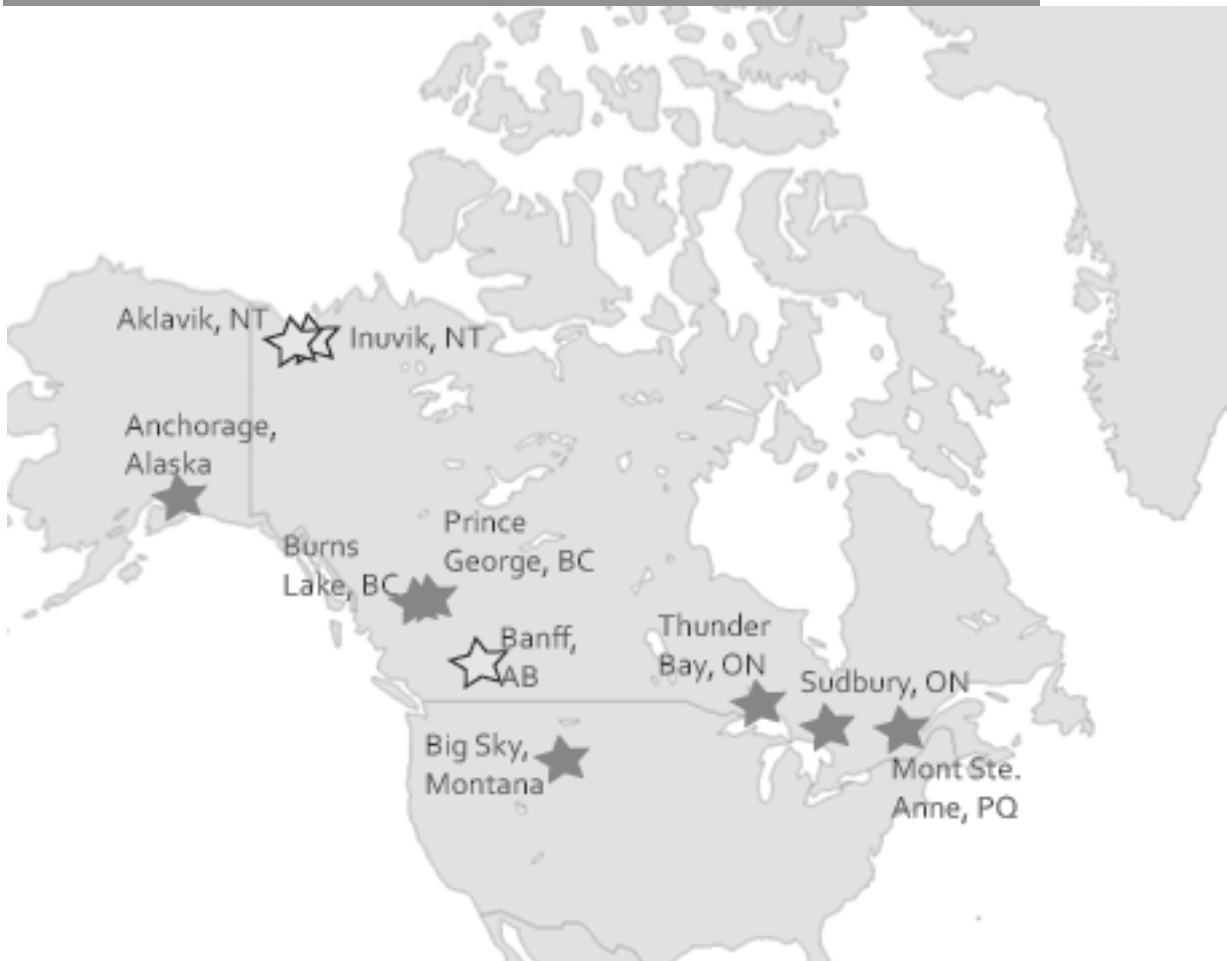 Aklavik, NT
Inuvik, NT
Anchorage,
Alaska
Prince
George, BC
Burns
Lake, BC
Banff,
AB
Thunder
Bay, ON
Sudbury, ON
Big Sky,
Montana
Mont Ste.
Anne, PQ